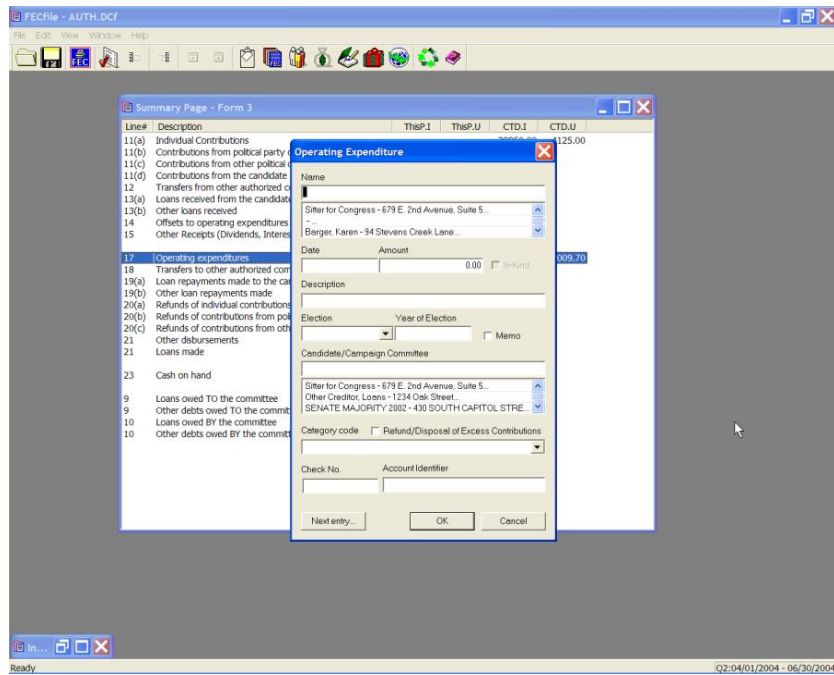 FECfile - AUTH.DCf
File Edit View Window Help
FEC FEC
Summary Page - Form 3
Line# Description ThisP.I ThisP.U CTD.I CTD.U
11(a) Individual Contributions 4125.00
11(b) Contributions from political party
11(c) Contributions from other political
11(d) Contributions from the candidate
12 Transfers from other authorized
13(a) Loans received from the candidat
13(b) Other loans received
14 Offsets to operating expenditures
15 Other Receipts (Dividends, Interes
17 Operating expenditures 009.70
18 Transfers to other authorized com
19(a) Loan repayments made to the ca
19(b) Other loan repayments made
20(a) Refunds of individual contributions
20(b) Refunds of contributions from poli
20(c) Refunds of contributions from oth
21 Other disbursements
21 Loans made
23 Cash on hand
9 Loans owed TO the committee
9 Other debts owed TO the commit
10 Loans owed BY the committee
10 Other debts owed BY the committ
Operating Expenditure
Name
Sitter for Congress - 679 E. 2nd Avenue, Suite 5...
- ...
Barger, Karen - 94 Stevens Creek Lane...
Date Amount
0.00 In-Kind
Description
Election Year of Election
Memo
Candidate/Campaign Committee
Sitter for Congress - 679 E. 2nd Avenue, Suite 5...
Other Creditor, Loans - 1234 Oak Street...
SENATE MAJORITY 2002 - 430 SOUTH CAPITOL STRE...
Category code Refund/Disposal of Excess Contributions
Check No. Account Identifier
Next entry... OK Cancel
In...
Ready Q2:04/01/2004 - 06/30/2004